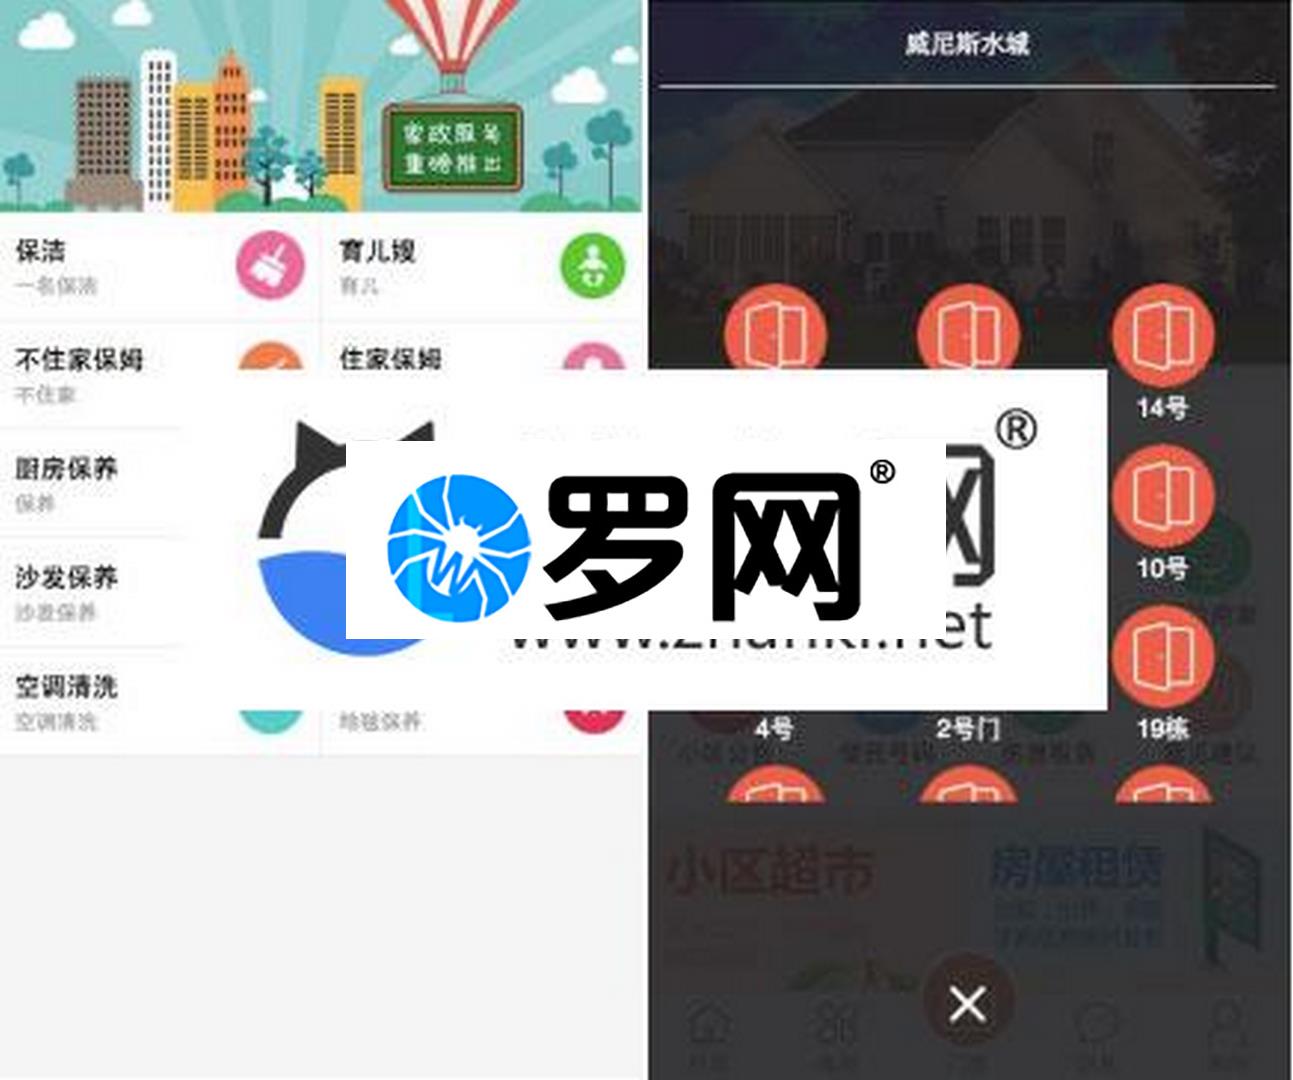 家政服务
重磅推出
保洁
一名保洁
育儿嫂
育儿
不住家保姆
不住家
住家保姆
厨房保养
保养
沙发保养
沙发保养
空调清洗
空调清洗
地毯保养
威尼斯水城
14号
10号
4号
2号门
19栋
小区超市
房屋租赁
罗网®
网®